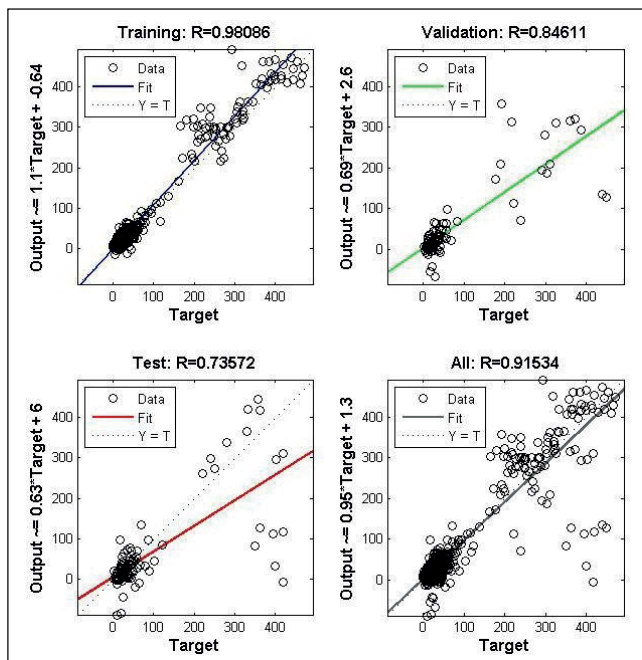 Training: R=0.98086
Output ~= 1.1*Target + -0.64
400
300
200
100
0
Data
Fit
Y = T
0 100 200 300 400
Target
Validation: R=0.84611
Output ~= 0.69*Target + 2.6
400
300
200
100
0
Data
Fit
Y = T
0 100 200 300 400
Target
Test: R=0.73572
Output ~= 0.63*Target + 6
400
300
200
100
0
Data
Fit
Y = T
0 100 200 300 400
Target
All: R=0.91534
Output ~= 0.95*Target + 1.3
400
300
200
100
0
Data
Fit
Y = T
0 100 200 300 400
Target